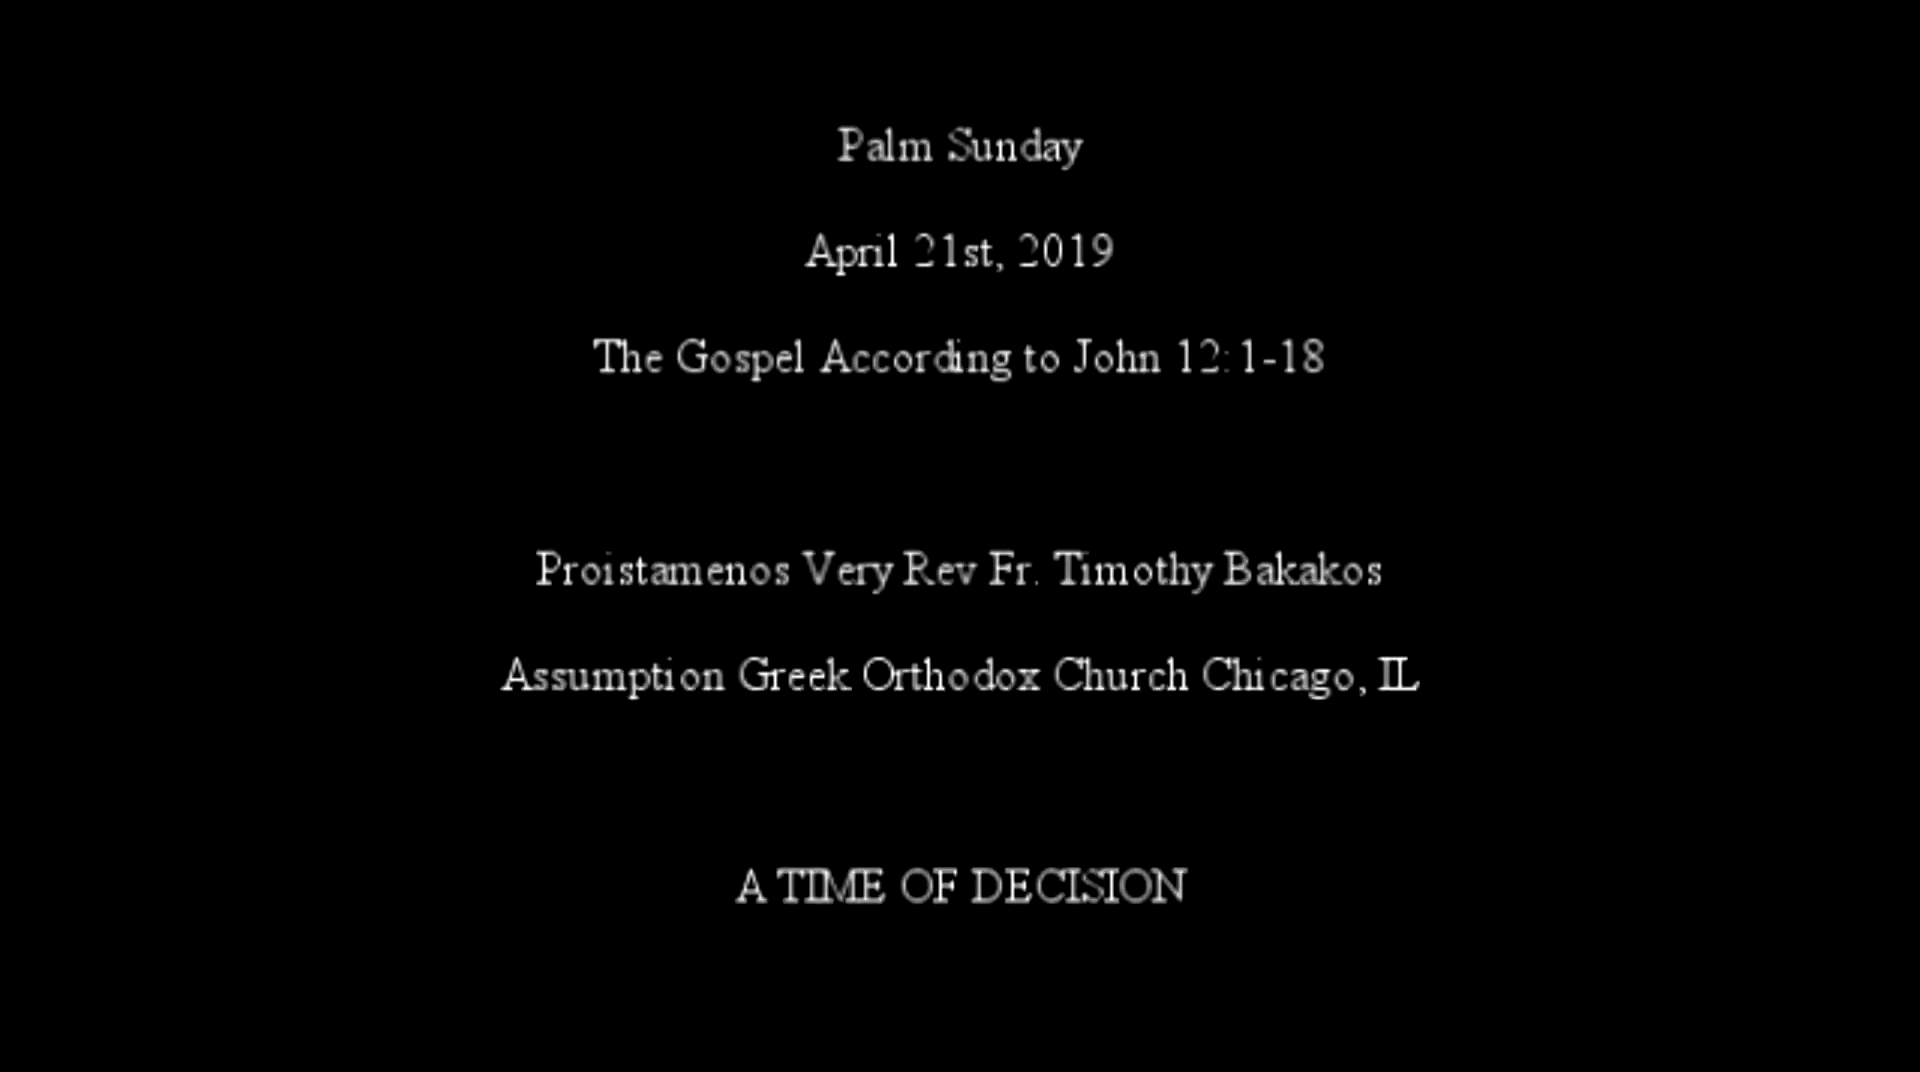 Palm Sunday
April 21st, 2019
The Gospel According to John 12:1-18
Proistamenos Very Rev Fr. Timothy Bakakos
Assumption Greek Orthodox Church Chicago, IL
A TIME OF DECISION